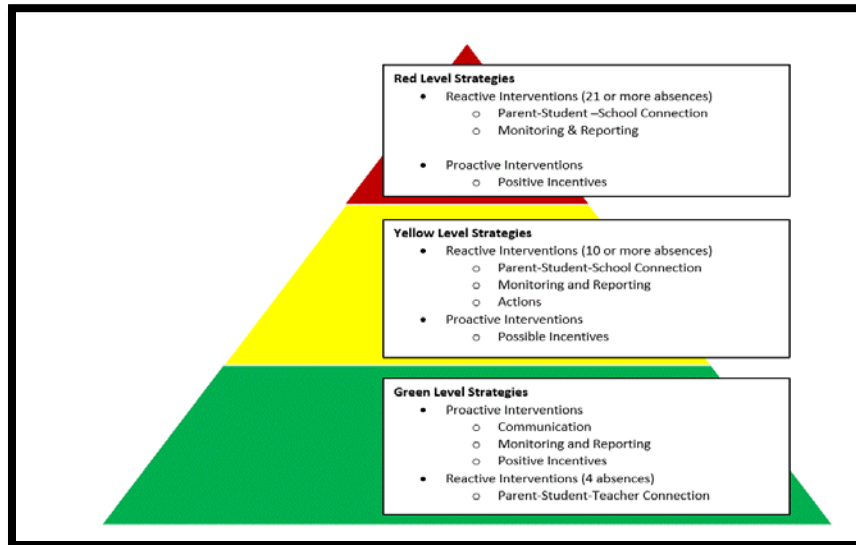 Red Level Strategies
• Reactive Interventions (21 or more absences)
o Parent-Student –School Connection
o Monitoring & Reporting
• Proactive Interventions
o Positive Incentives
Yellow Level Strategies
• Reactive Interventions (10 or more absences)
o Parent-Student-School Connection
o Monitoring and Reporting
o Actions
• Proactive Interventions
o Possible Incentives
Green Level Strategies
• Proactive Interventions
o Communication
o Monitoring and Reporting
o Positive Incentives
• Reactive Interventions (4 absences)
o Parent-Student-Teacher Connection